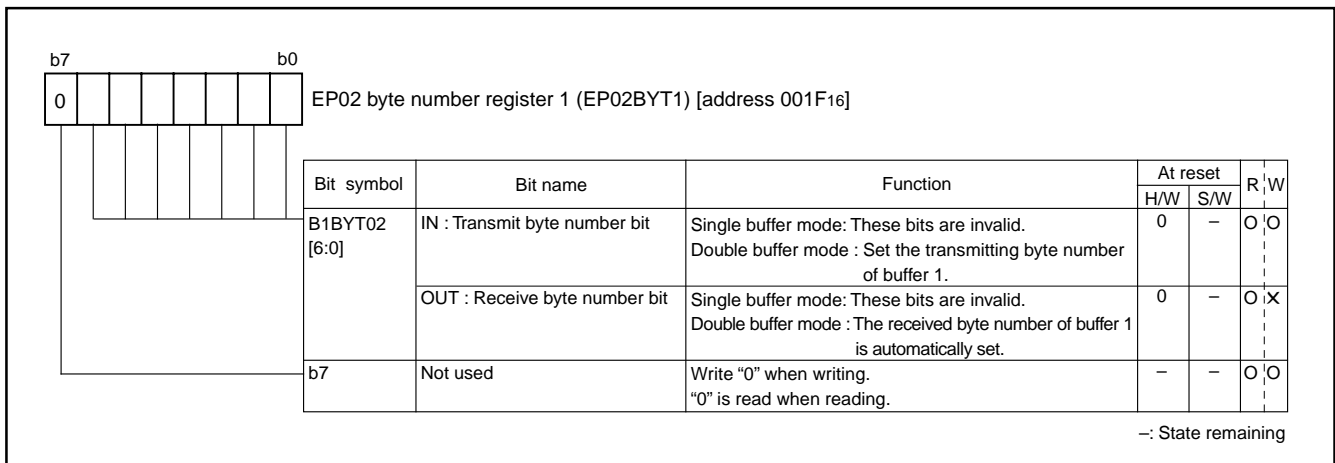 b7 b0
0 EP02 byte number register 1 (EP02BYT1) [address 001F16]
Bit symbol Bit name Function At reset R W
H/W S/W
B1BYT02 IN : Transmit byte number bit Single buffer mode: These bits are invalid. 0 – O O
[6:0] Double buffer mode : Set the transmitting byte number
of buffer 1.
OUT : Receive byte number bit Single buffer mode: These bits are invalid. 0 – O ×
Double buffer mode : The received byte number of buffer 1
is automatically set.
b7 Not used Write “0” when writing. – – O O
“0” is read when reading.
–: State remaining